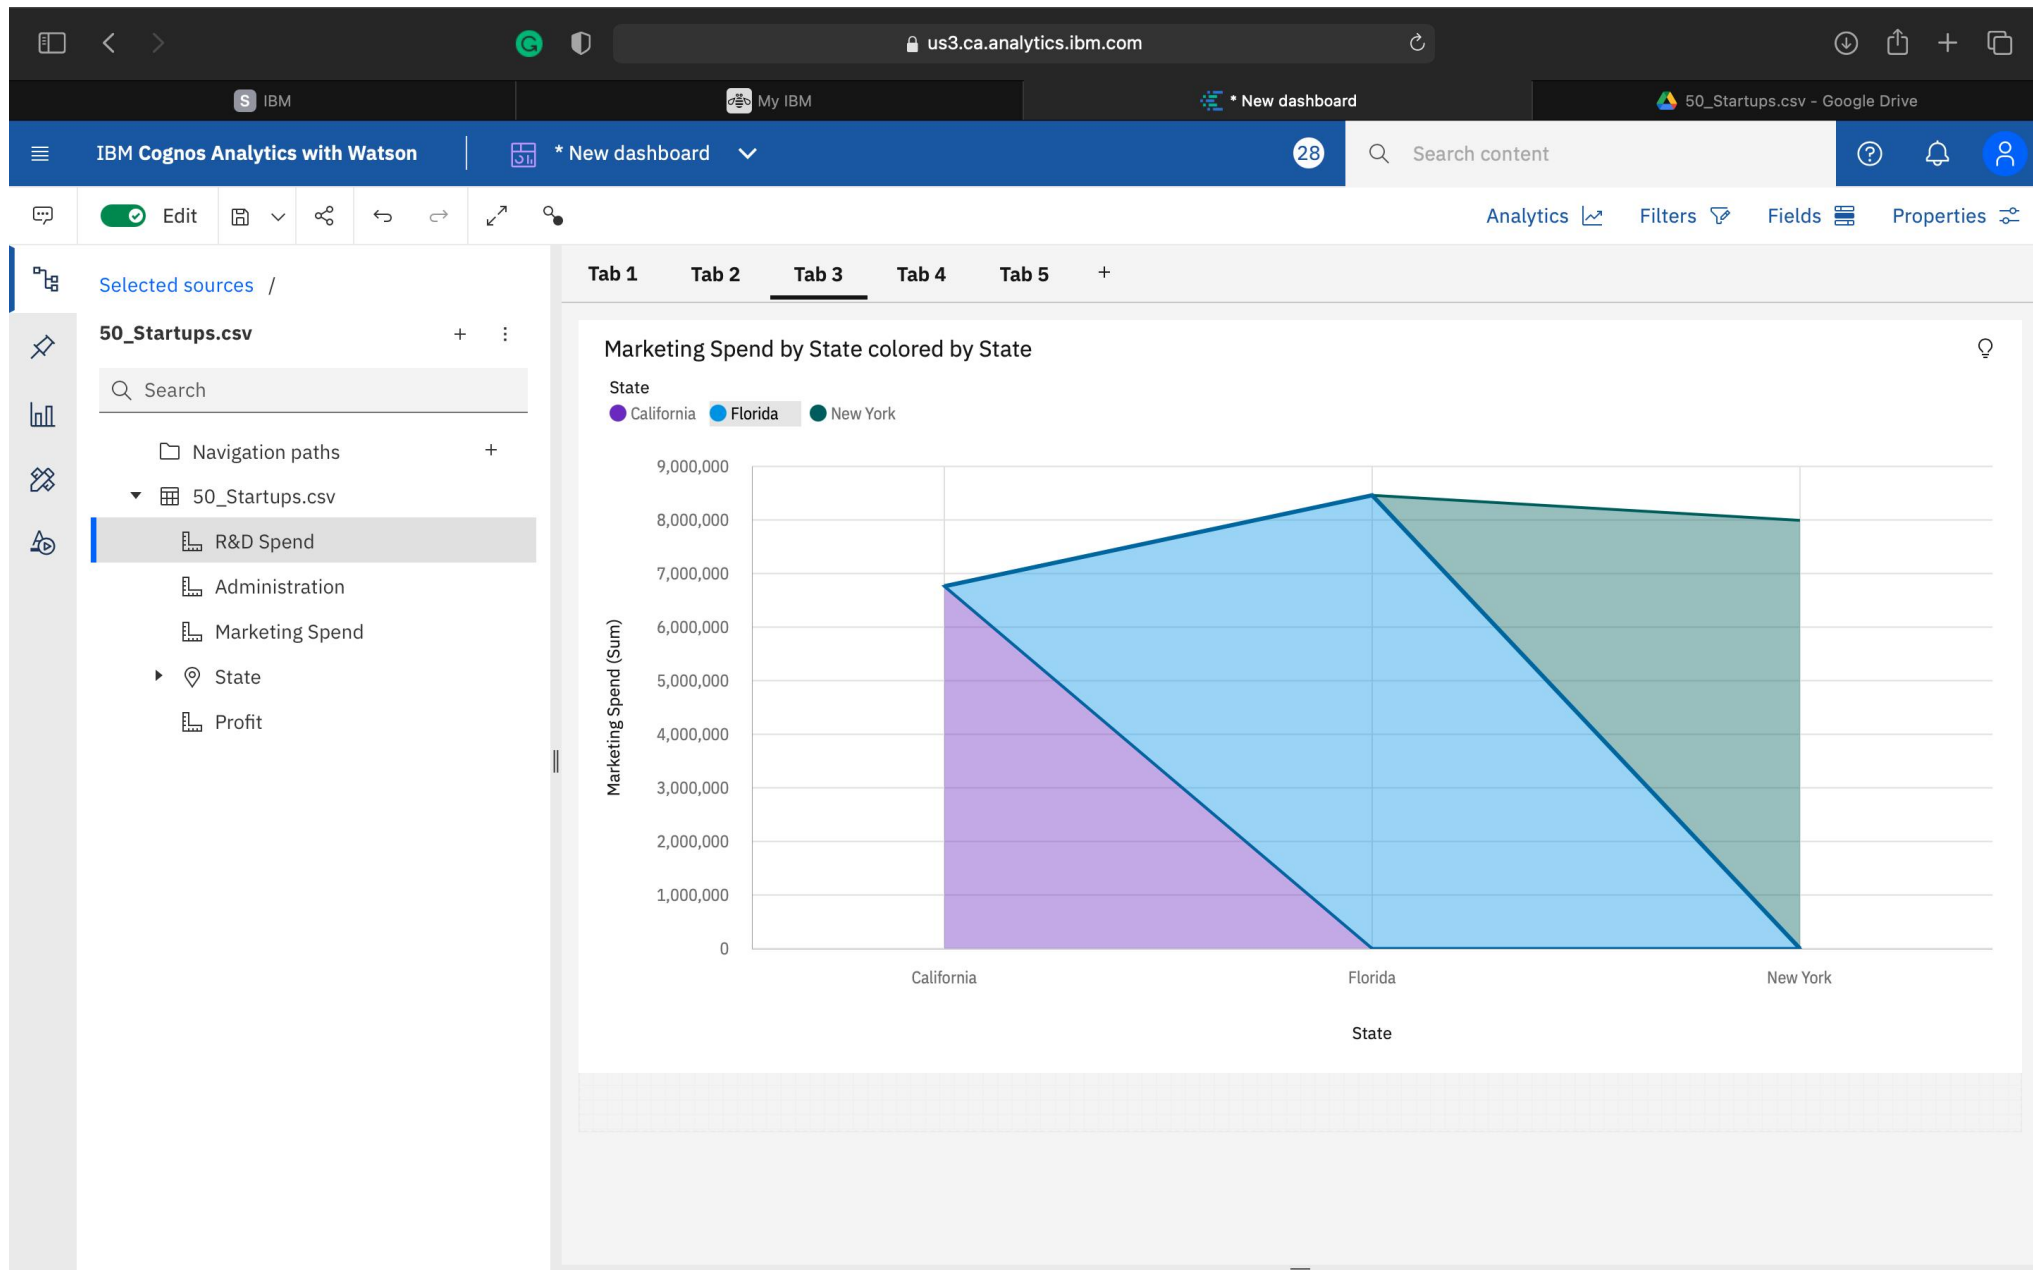 us3.ca.analytics.ibm.com
S IBM
My IBM
* New dashboard
50_Startups.csv - Google Drive
IBM Cognos Analytics with Watson
* New dashboard
28
Search content
Edit
Analytics
Filters
Fields
Properties
Selected sources /
50_Startups.csv
Search
Navigation paths
50_Startups.csv
R&D Spend
Administration
Marketing Spend
State
Profit
Tab 1
Tab 2
Tab 3
Tab 4
Tab 5
Marketing Spend by State colored by State
State
California
Florida
New York
9,000,000
8,000,000
7,000,000
6,000,000
5,000,000
4,000,000
3,000,000
2,000,000
1,000,000
0
Marketing Spend (Sum)
California
Florida
New York
State